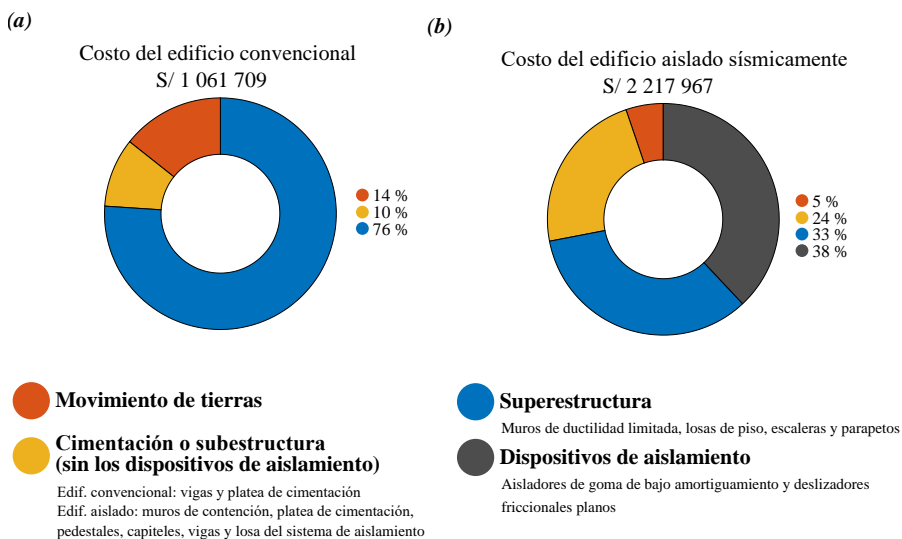 (a)
Costo del edificio convencional
S/ 1 061 709
14 %
10 %
76 %
(b)
Costo del edificio aislado sísmicamente
S/ 2 217 967
5 %
24 %
33 %
38 %
Movimiento de tierras
Cimentación o subestructura
(sin los dispositivos de aislamiento)
Edif. convencional: vigas y platea de cimentación
Edif. aislado: muros de contención, platea de cimentación,
pedestales, capiteles, vigas y losa del sistema de aislamiento
Superestructura
Muros de ductilidad limitada, losas de piso, escaleras y parapetos
Dispositivos de aislamiento
Aisladores de goma de bajo amortiguamiento y deslizadores
friccionales planos